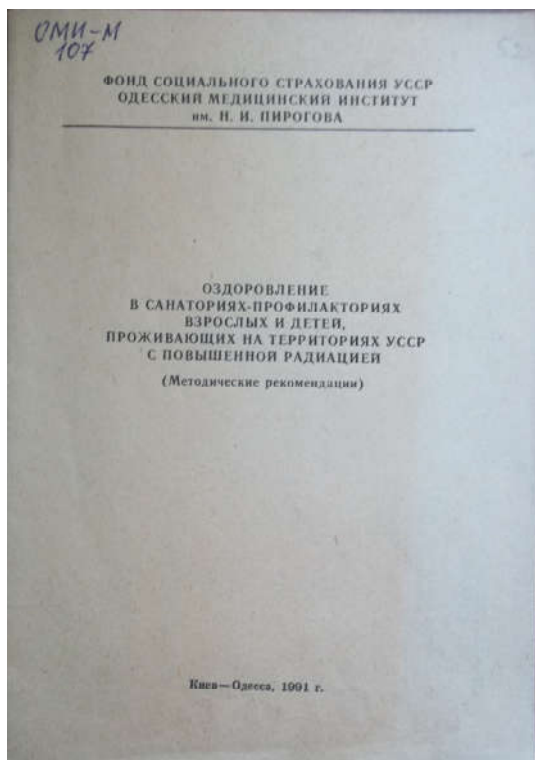 ОМИ-М
107
ФОНД СОЦИАЛЬНОГО СТРАХОВАНИЯ УССР
ОДЕССКИЙ МЕДИЦИНСКИЙ ИНСТИТУТ
им. Н. И. ПИРОГОВА
ОЗДОРОВЛЕНИЕ
В САНАТОРИЯХ-ПРОФИЛАКТОРИЯХ
ВЗРОСЛЫХ И ДЕТЕЙ,
ПРОЖИВАЮЩИХ НА ТЕРРИТОРИЯХ УССР
С ПОВЫШЕННОЙ РАДИАЦИЕЙ
(Методические рекомендации)
Киев—Одесса, 1991 г.